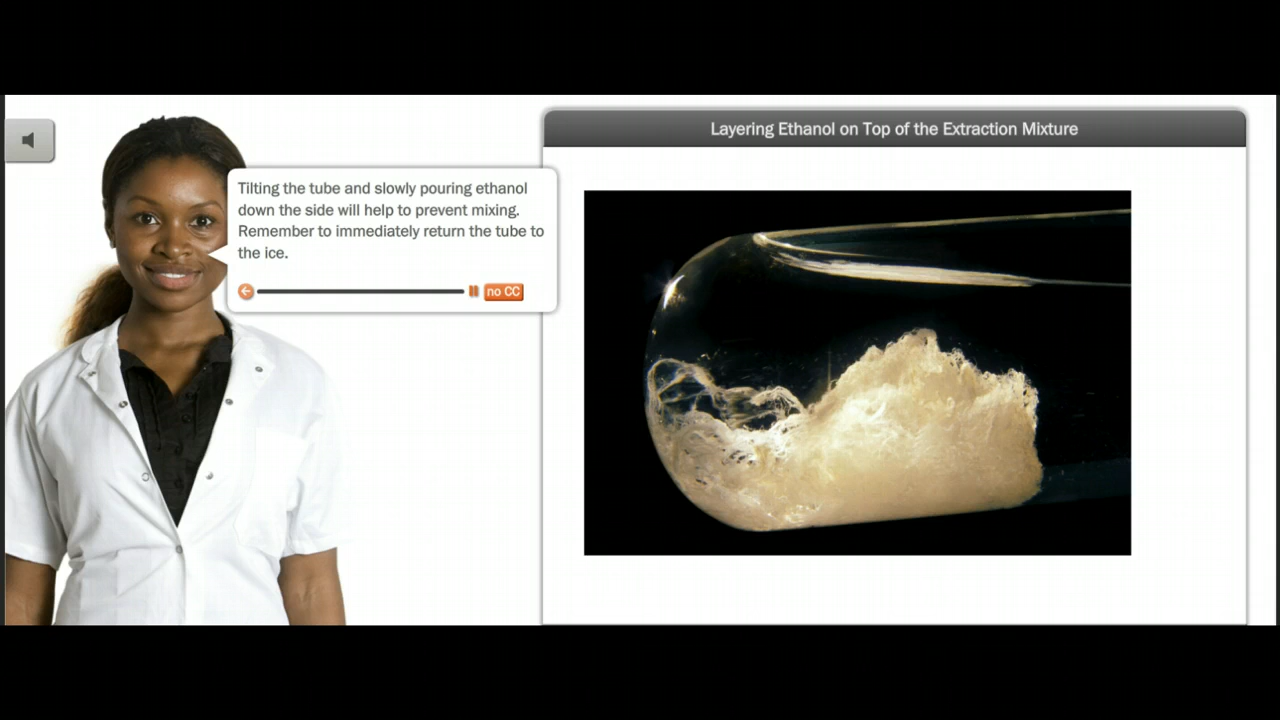 Layering Ethanol on Top of the Extraction Mixture
Tilting the tube and slowly pouring ethanol
down the side will help to prevent mixing.
Remember to immediately return the tube to
the ice.
no CC